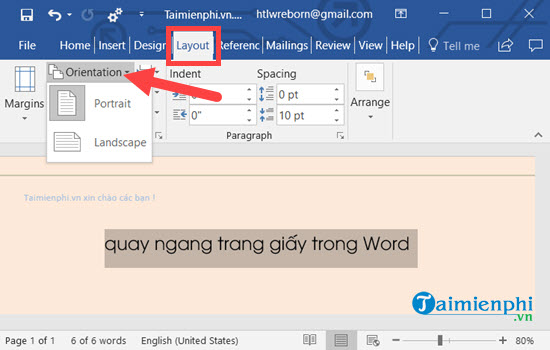 Taimienphi.vn.... htlwreborn@gmail.com
File Home Insert Design Layout Referenc Mailings Review View Tell me
Orientation Indent Spacing
Margins Portrait 0 pt Arrange
Landscape 0" 10 pt
Paragraph
Taimienphi.vn xin chào các bạn !
quay ngang trang giấy trong Word
Taimienphi
.vn
Page 1 of 1 6 of 6 words English (United States) 80%